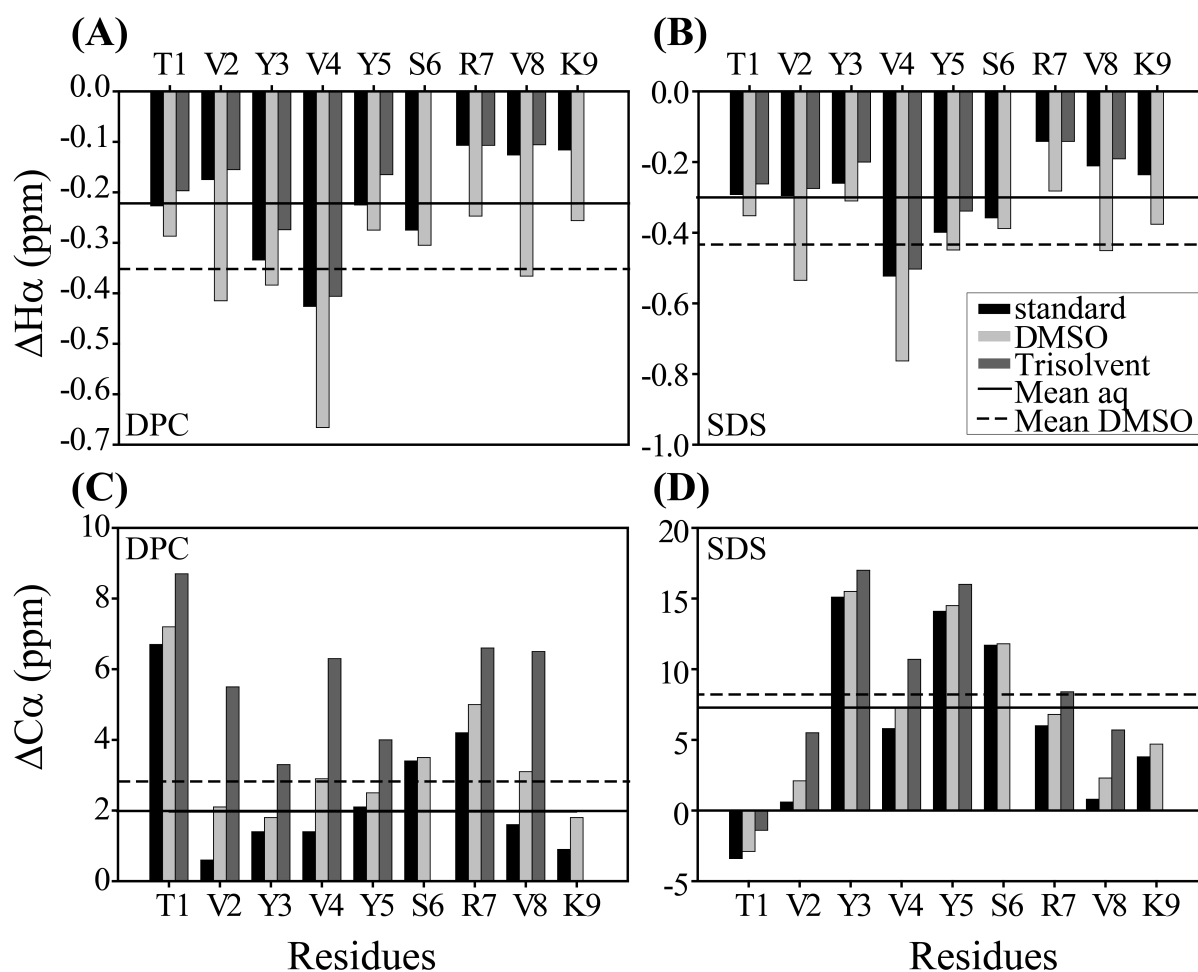 (A)
T1 V2 Y3 V4 Y5 S6 R7 V8 K9
0.0
-0.1
-0.2
-0.3
-0.4
-0.5
-0.6
-0.7
ΔHα (ppm)
DPC
(B)
T1 V2 Y3 V4 Y5 S6 R7 V8 K9
0.0
-0.2
-0.4
-0.6
-0.8
-1.0
standard
DMSO
Trisolvent
Mean aq
Mean DMSO
SDS
(C)
10
8
6
4
2
0
ΔCα (ppm)
DPC
T1 V2 Y3 V4 Y5 S6 R7 V8 K9
Residues
(D)
20
15
10
5
0
-5
SDS
T1 V2 Y3 V4 Y5 S6 R7 V8 K9
Residues